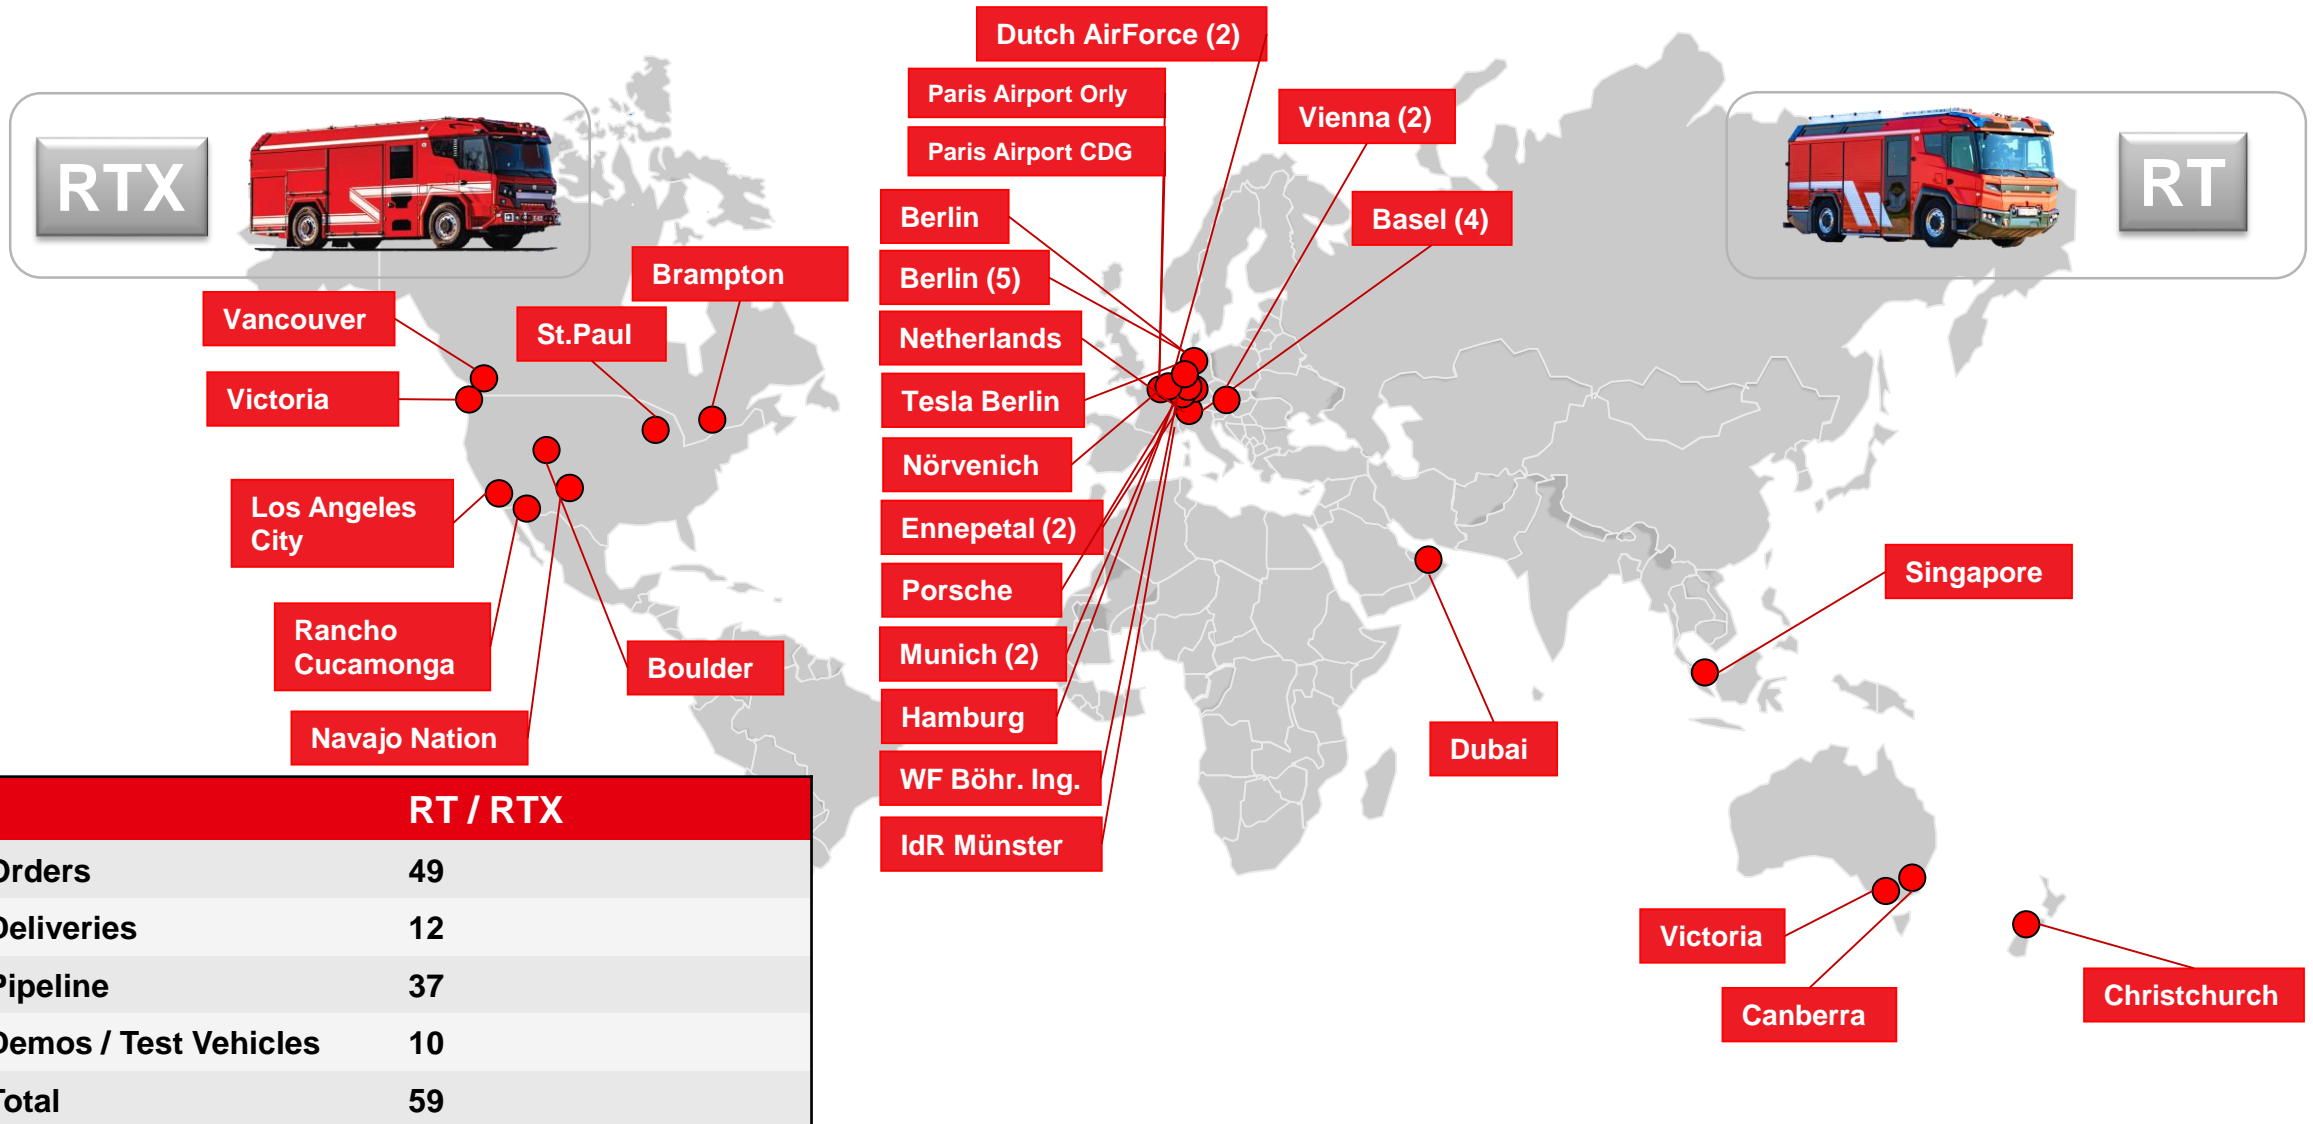 Dutch AirForce (2)
Paris Airport Orly
Paris Airport CDG
Vienna (2)
RTX
RT
Berlin
Basel (4)
Brampton
Berlin (5)
Vancouver
St.Paul
Netherlands
Victoria
Tesla Berlin
Nörvenich
Los Angeles
City
Ennepetal (2)
Porsche
Singapore
Rancho
Cucamonga
Boulder
Munich (2)
Hamburg
Navajo Nation
Dubai
WF Böhr. Ing.
IdR Münster
Victoria
Canberra
Christchurch
RT / RTX
Orders 49
Deliveries 12
Pipeline 37
Demos / Test Vehicles 10
Total 59